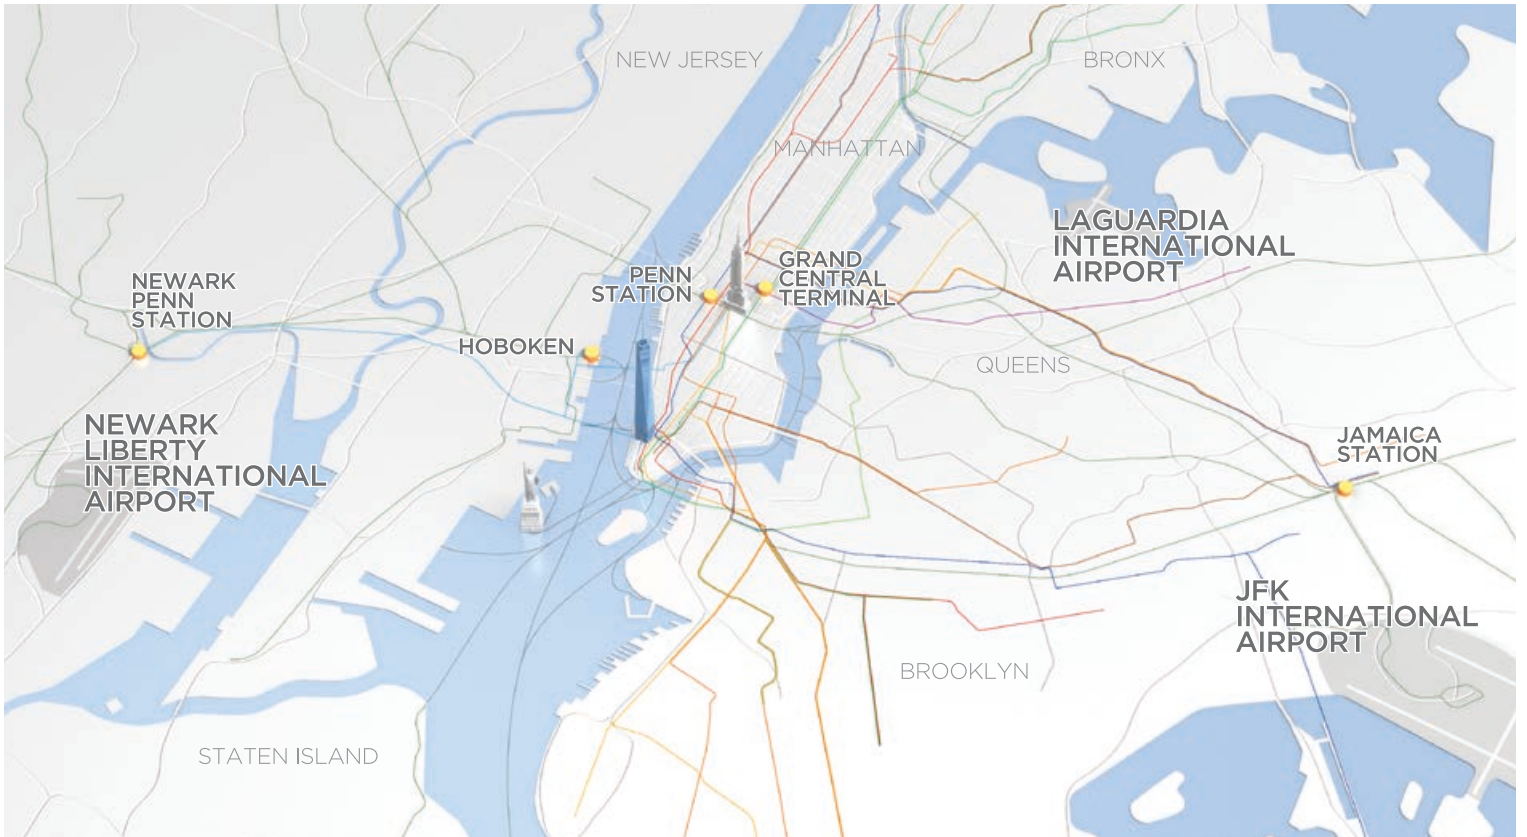 NEW JERSEY
BRONX
MANHATTAN
LAGUARDIA
INTERNATIONAL
AIRPORT
NEWARK
PENN
STATION
PENN
STATION
GRAND
CENTRAL
TERMINAL
HOBOKEN
QUEENS
NEWARK
LIBERTY
INTERNATIONAL
AIRPORT
JAMAICA
STATION
JFK
INTERNATIONAL
AIRPORT
BROOKLYN
STATEN ISLAND